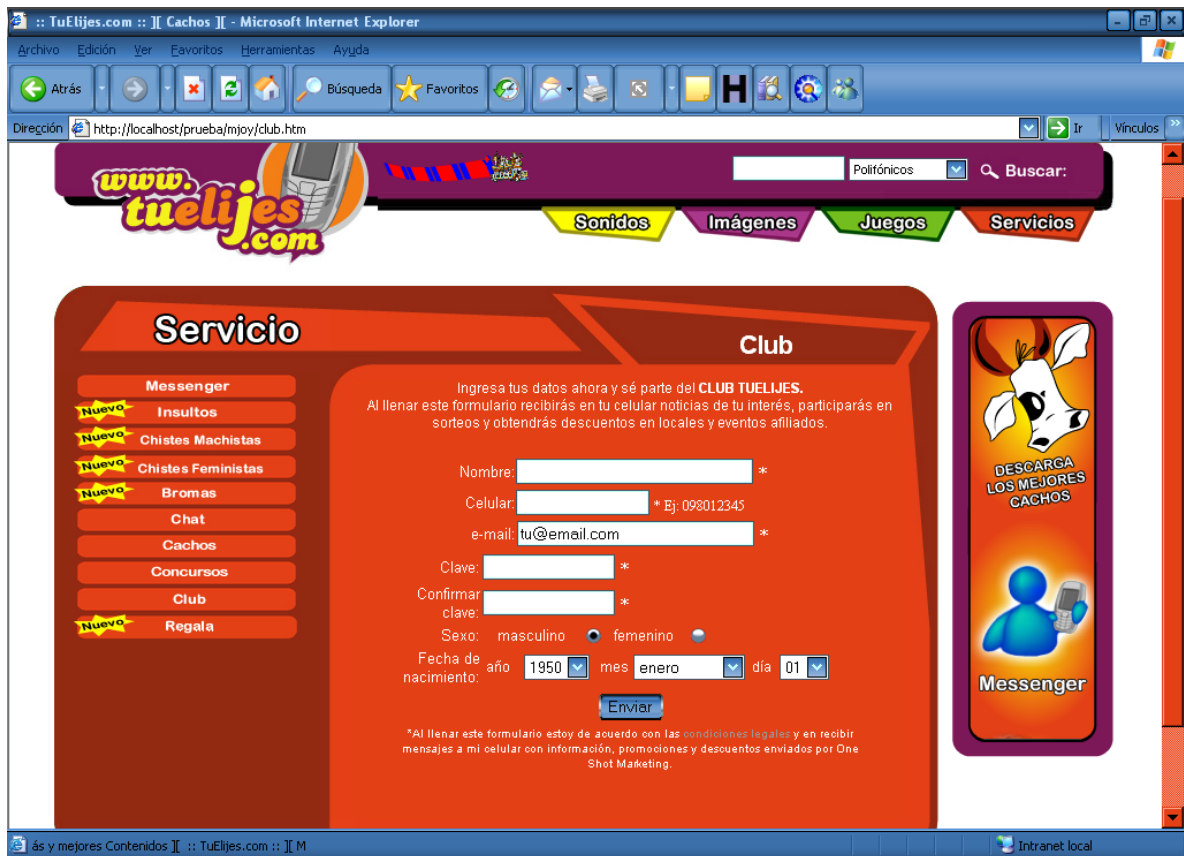 :: TuElijes.com :: ][ Cachos ][ - Microsoft Internet Explorer
Archivo Edición Ver Favoritos Herramientas Ayuda
Atrás Búsqueda Favoritos
Dirección http://localhost/prueba/mjoy/club.htm Ir Vínculos
www.
tuelijes
.com
Politónicos Buscar:
Sonidos Imágenes Juegos Servicios
Servicio
Club
Messenger
Nuevo Insultos
Nuevo Chistes Machistas
Nuevo Chistes Feministas
Nuevo Bromas
Chat
Cachos
Concursos
Club
Nuevo Regala
Ingresa tus datos ahora y sé parte del CLUB TUELIJES.
Al llenar este formulario recibirás en tu celular noticias de tu interés, participarás en
sorteos y obtendrás descuentos en locales y eventos afiliados.
Nombre: *
Celular: * Ej: 098012345
e-mail: tu@email.com *
Clave: *
Confirmar
clave: *
Sexo: masculino femenino
Fecha de
nacimiento: año 1950 mes enero día 01
Enviar
*Al llenar este formulario estoy de acuerdo con las condiciones legales y en recibir
mensajes a mi celular con información, promociones y descuentos enviados por One
Shot Marketing.
DESCARGA
LOS MEJORES
CACHOS
Messenger
ás y mejores Contenidos ][ :: TuElijes.com :: ][ M Intranet local